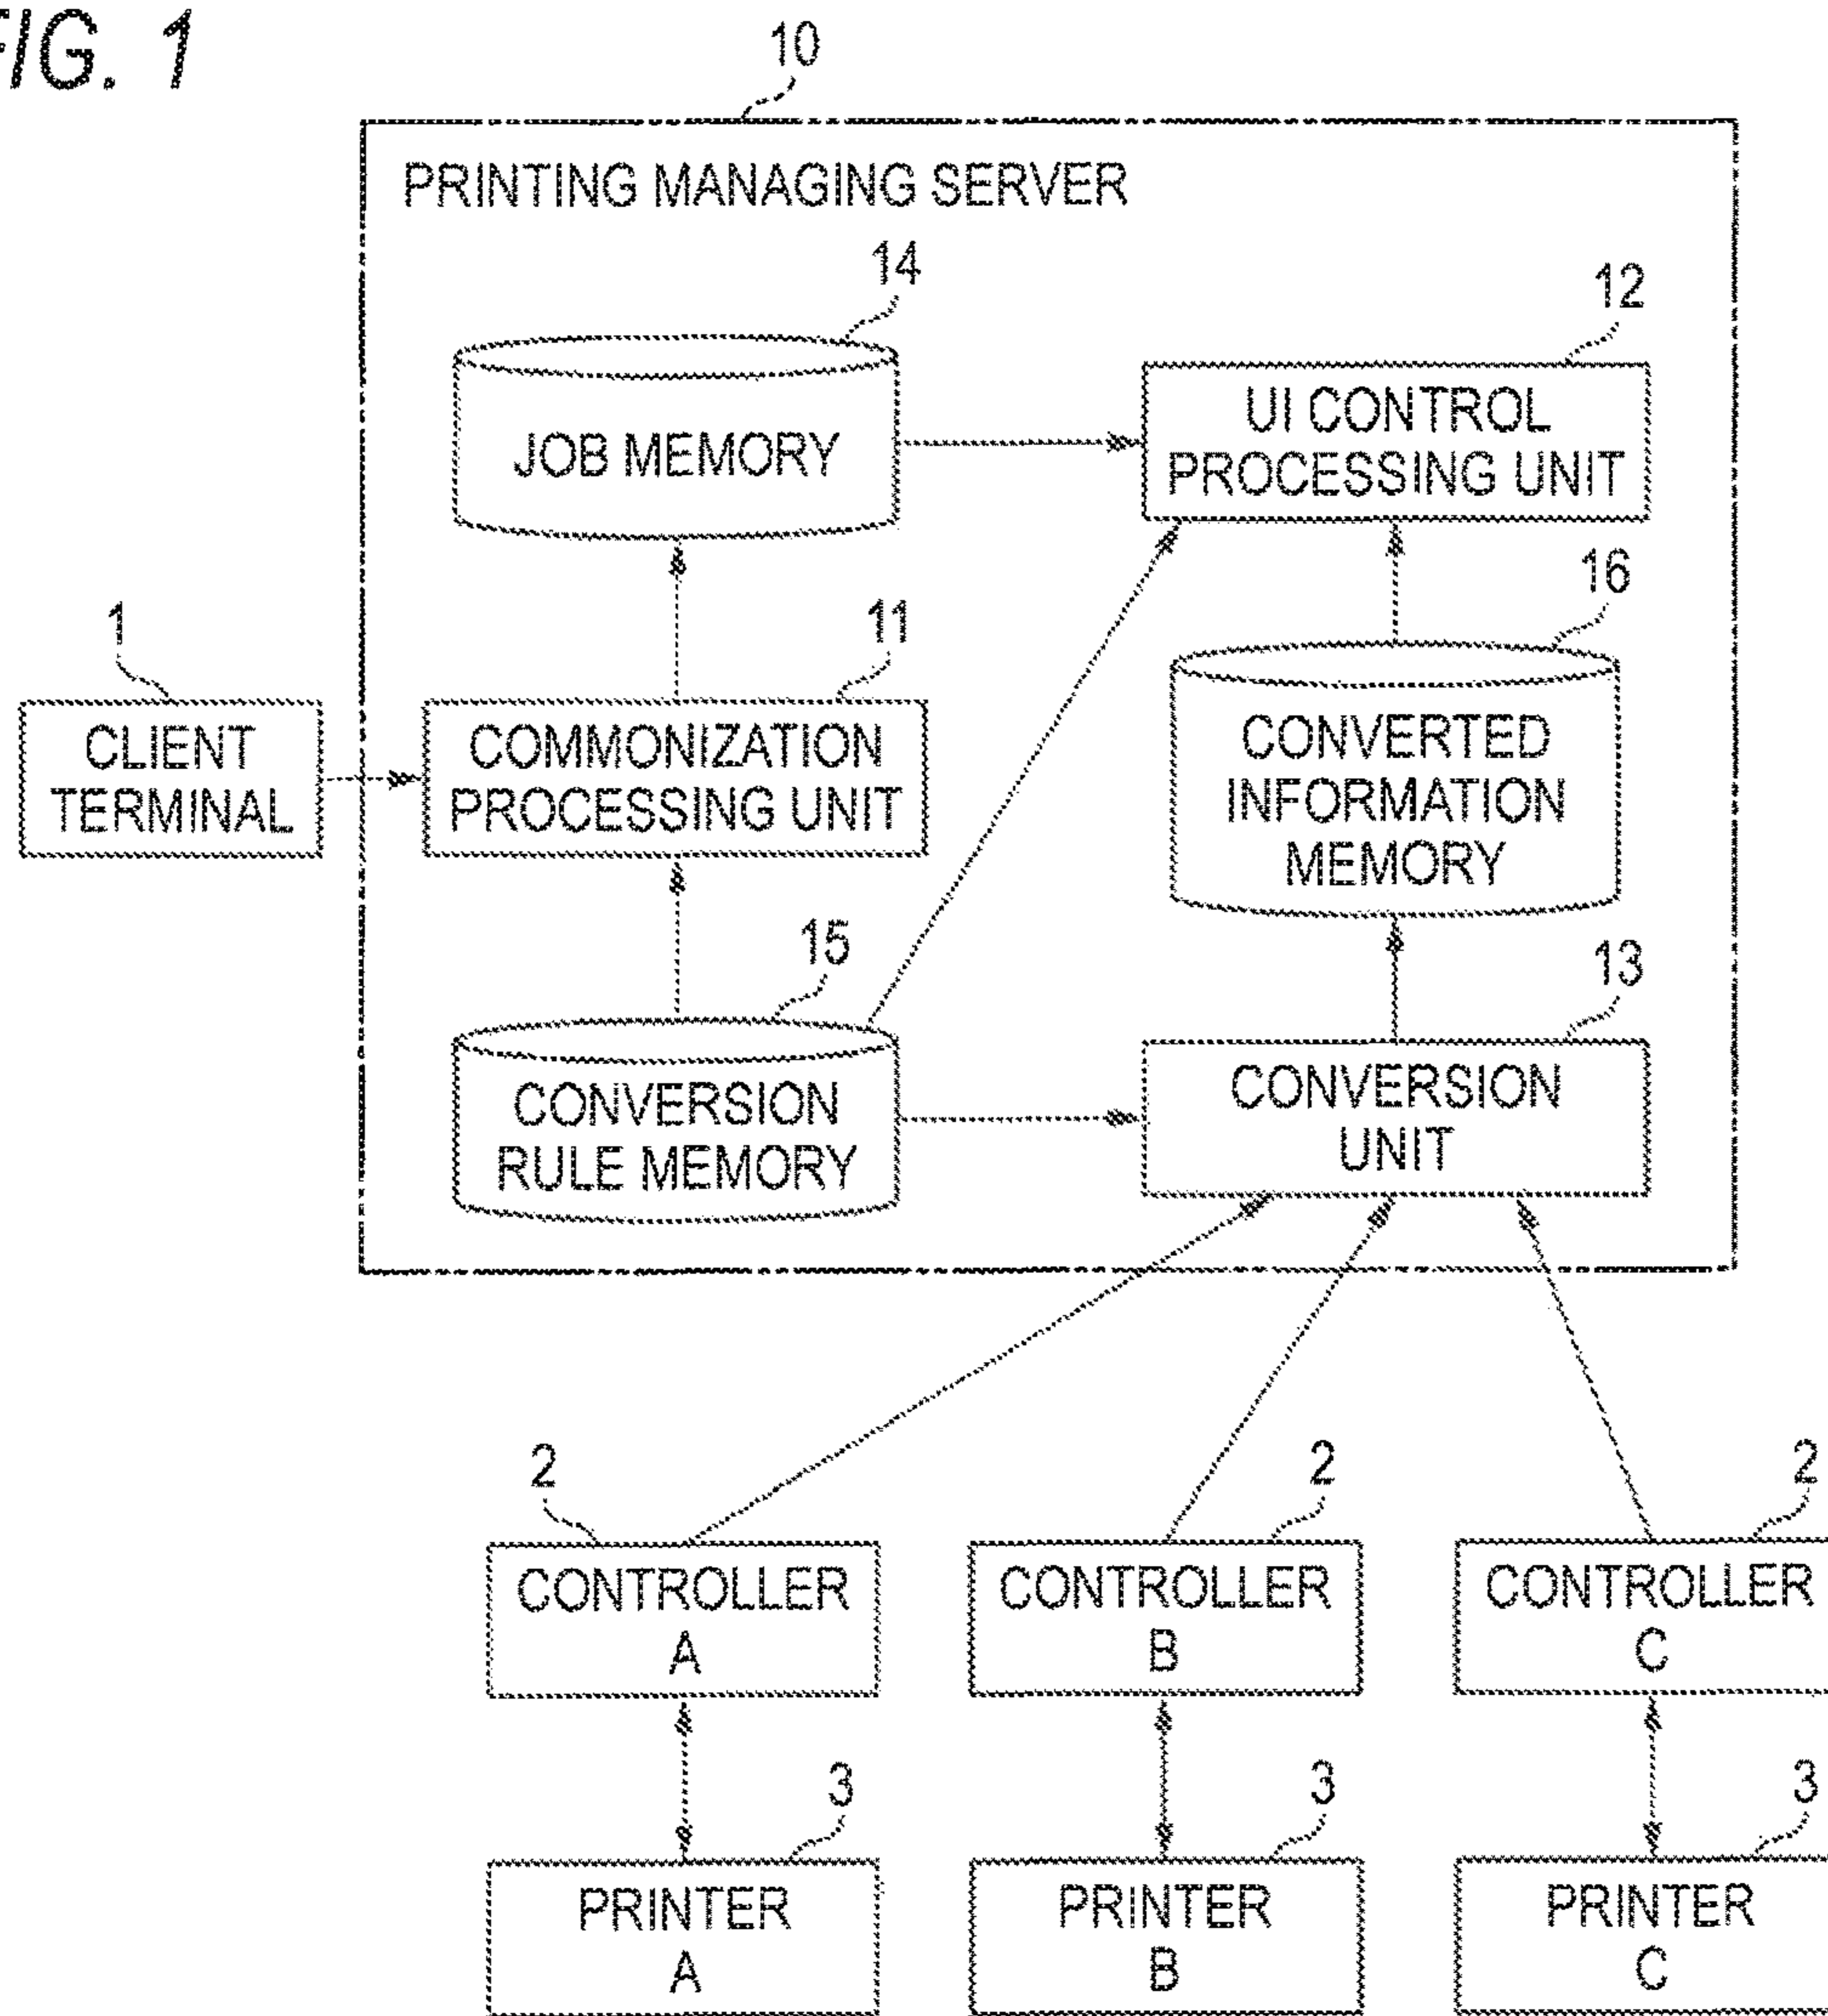 FIG. 1
10
PRINTING MANAGING SERVER
14
12
JOB MEMORY
UI CONTROL
PROCESSING UNIT
16
1
11
CLIENT
TERMINAL
COMMONIZATION
PROCESSING UNIT
CONVERTED
INFORMATION
MEMORY
15
13
CONVERSION
RULE MEMORY
CONVERSION
UNIT
2
2
2
CONTROLLER
A
CONTROLLER
B
CONTROLLER
C
3
3
3
PRINTER
A
PRINTER
B
PRINTER
C